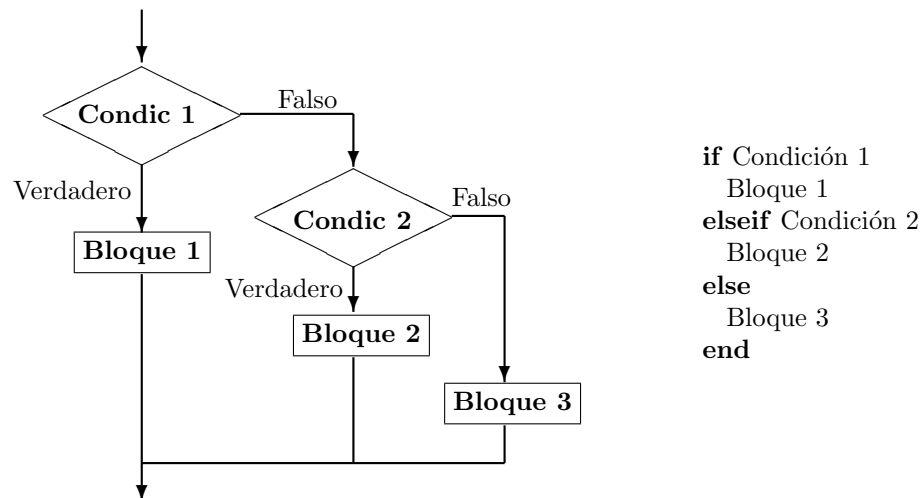 Condic 1
Falso
Verdadero
Bloque 1
Condic 2
Falso
Verdadero
Bloque 2
Bloque 3
if Condición 1
Bloque 1
elseif Condición 2
Bloque 2
else
Bloque 3
end